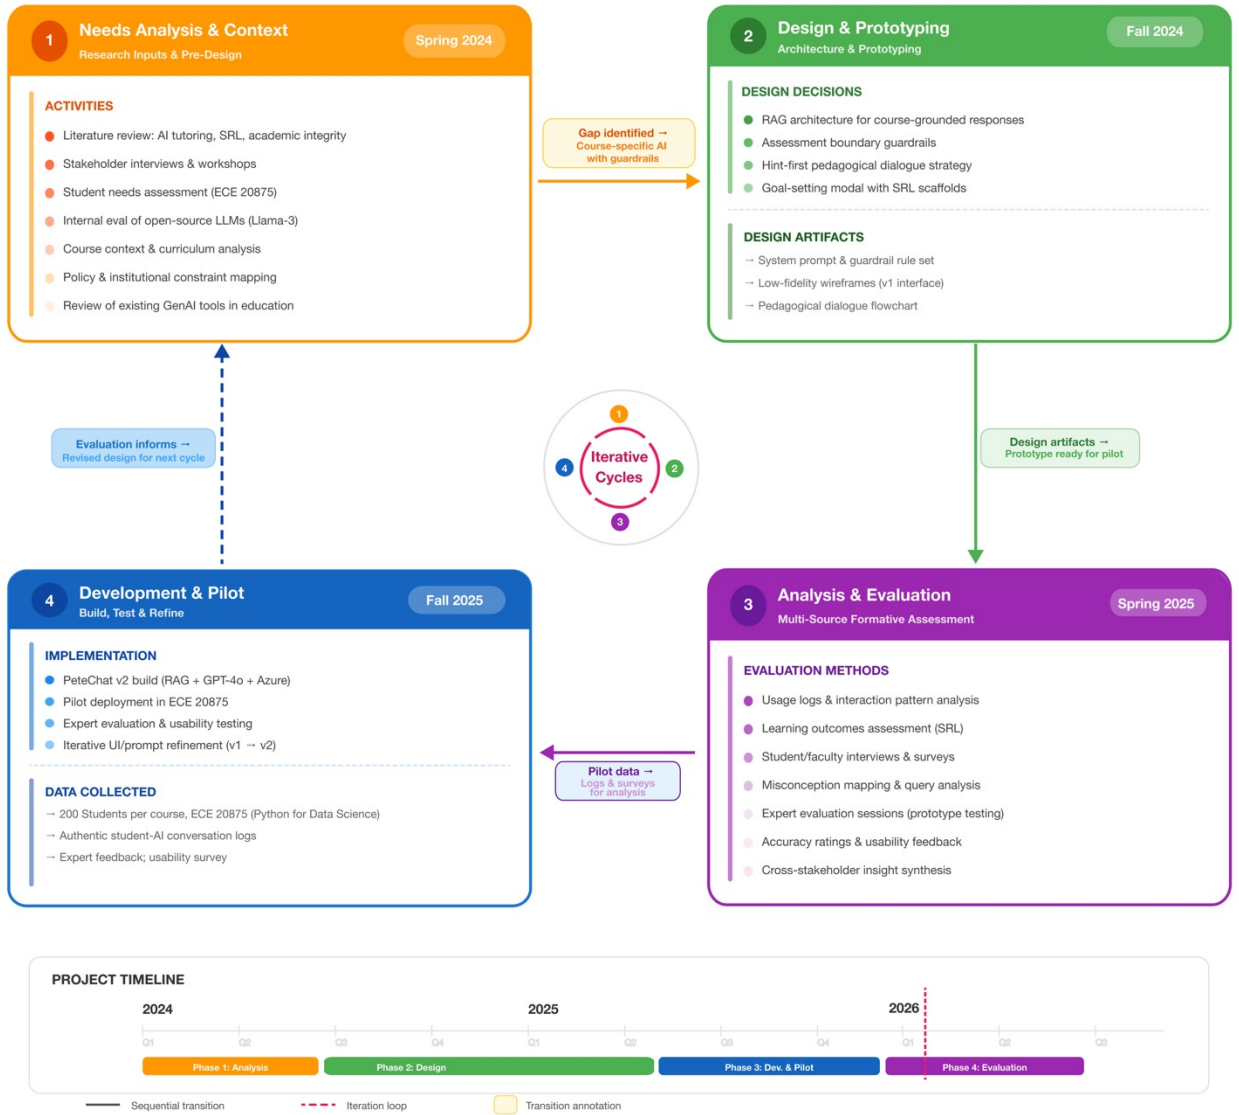 1
Needs Analysis & Context
Research Inputs & Pre-Design
Spring 2024
ACTIVITIES
Literature review: AI tutoring, SRL, academic integrity
Stakeholder interviews & workshops
Student needs assessment (ECE 20875)
Internal eval of open-source LLMs (Llama-3)
Course context & curriculum analysis
Policy & institutional constraint mapping
Review of existing GenAI tools in education
Gap identified →
Course-specific AI
with guardrails
2
Design & Prototyping
Architecture & Prototyping
Fall 2024
DESIGN DECISIONS
RAG architecture for course-grounded responses
Assessment boundary guardrails
Hint-first pedagogical dialogue strategy
Goal-setting modal with SRL scaffolds
DESIGN ARTIFACTS
→ System prompt & guardrail rule set
→ Low-fidelity wireframes (v1 interface)
→ Pedagogical dialogue flowchart
Evaluation informs →
Revised design for next cycle
1
Iterative
Cycles
4
2
3
Design artifacts →
Prototype ready for pilot
4
Development & Pilot
Build, Test & Refine
Fall 2025
IMPLEMENTATION
PeteChat v2 build (RAG + GPT-4o + Azure)
Pilot deployment in ECE 20875
Expert evaluation & usability testing
Iterative UI/prompt refinement (v1 → v2)
DATA COLLECTED
→ 200 Students per course, ECE 20875 (Python for Data Science)
→ Authentic student-AI conversation logs
→ Expert feedback; usability survey
Pilot data →
Logs & surveys
for analysis
3
Analysis & Evaluation
Multi-Source Formative Assessment
Spring 2025
EVALUATION METHODS
Usage logs & interaction pattern analysis
Learning outcomes assessment (SRL)
Student/faculty interviews & surveys
Misconception mapping & query analysis
Expert evaluation sessions (prototype testing)
Accuracy ratings & usability feedback
Cross-stakeholder insight synthesis
PROJECT TIMELINE
2024 2025 2026
Q1 Q2 Q3 Q4 Q1 Q2 Q3 Q4 Q1 Q2 Q3
Phase 1: Analysis Phase 2: Design Phase 3: Dev. & Pilot Phase 4: Evaluation
Sequential transition Iteration loop Transition annotation